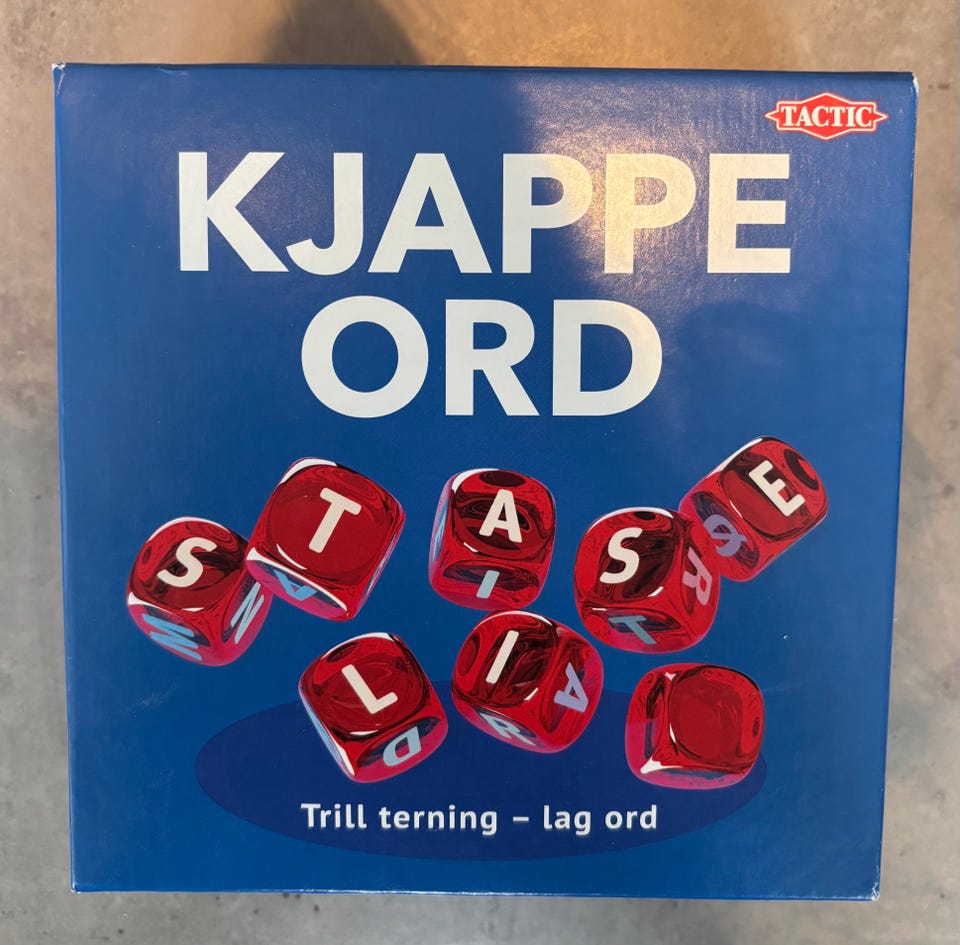 TACTIC
KJAPPE
ORD
S T A S E
W N A I T R Ø
L I
D R A
Trill terning – lag ord